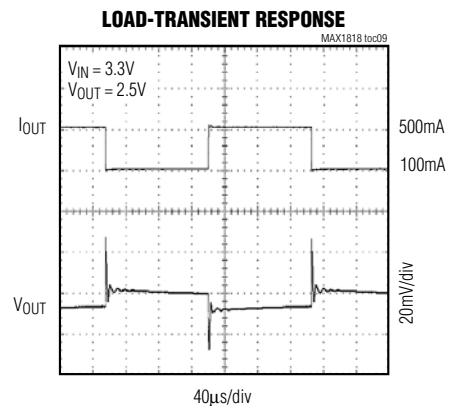 LOAD-TRANSIENT RESPONSE
MAX1818 toc09
VIN = 3.3V
VOUT = 2.5V
IOUT
500mA
100mA
VOUT
20mV/div
40µs/div